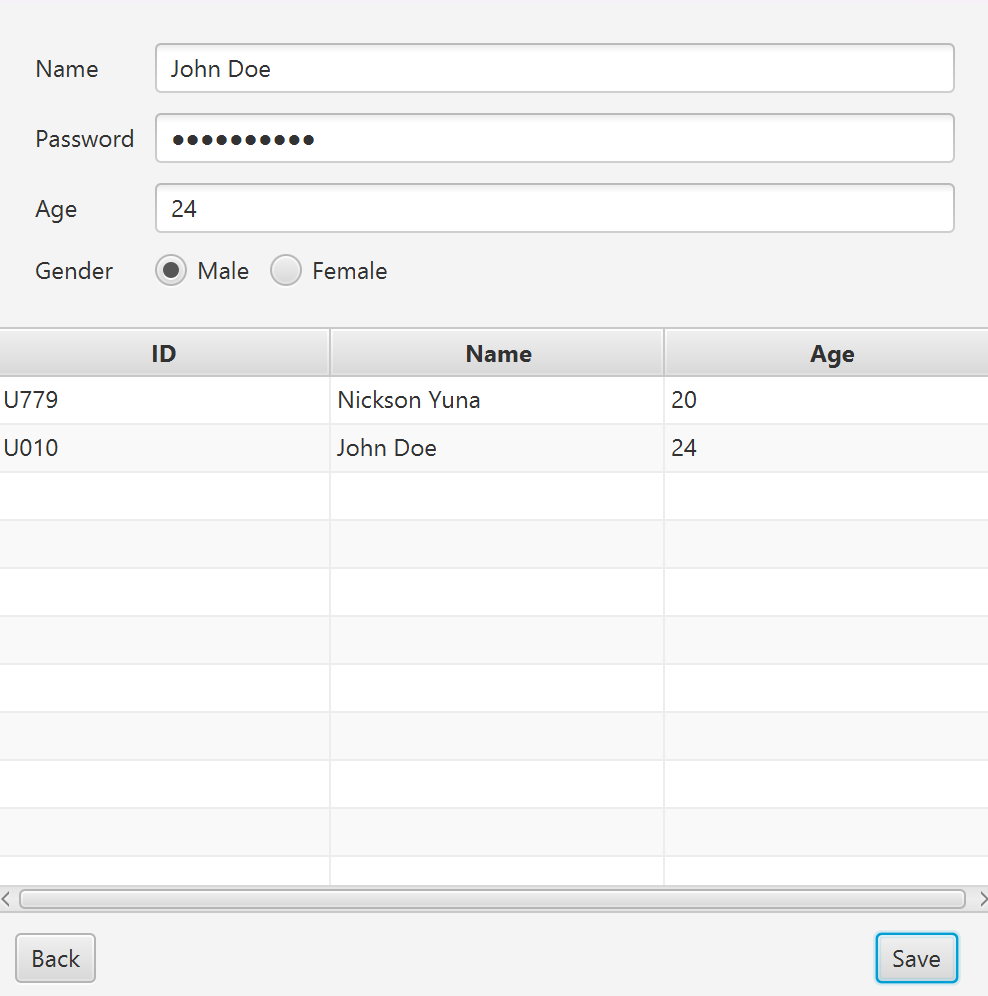 Name John Doe
Password ●●●●●●●●●●
Age 24
Gender Male Female
ID Name Age
U779 Nickson Yuna 20
U010 John Doe 24
Back Save